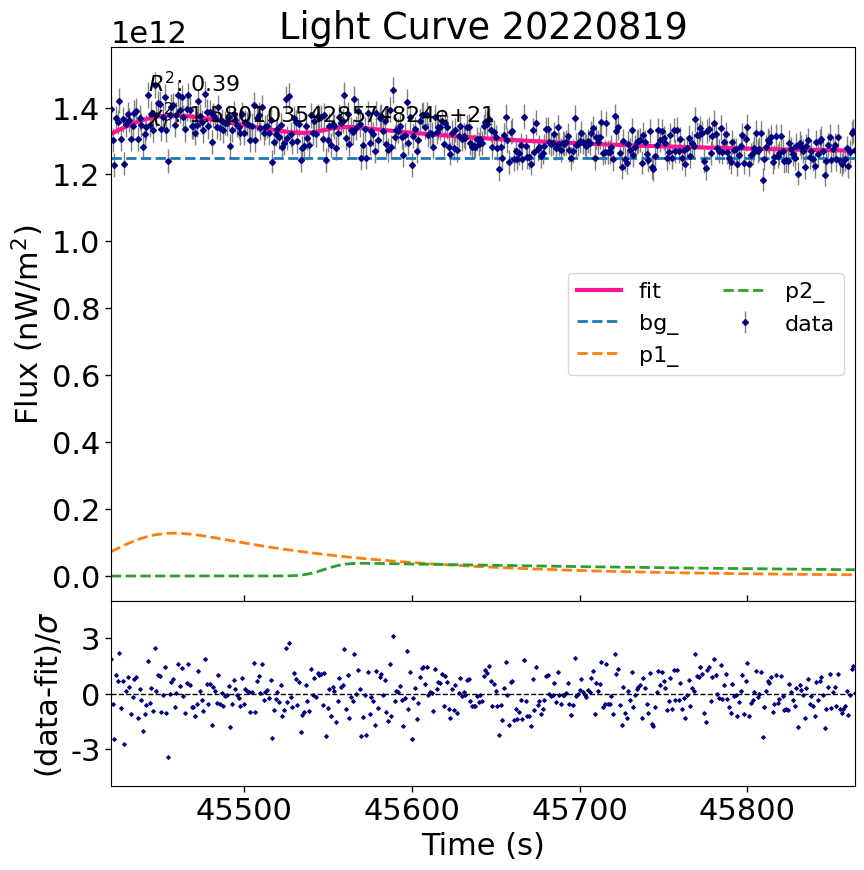 Light Curve 20220819
1e12
R²: 0.39
1.4
1.2
1.0
0.8
0.6
0.4
0.2
0.0
Flux (nW/m²)
fit
bg_
p1_
p2_
data
3
0
-3
(data-fit)/σ
45500
45600
45700
45800
Time (s)